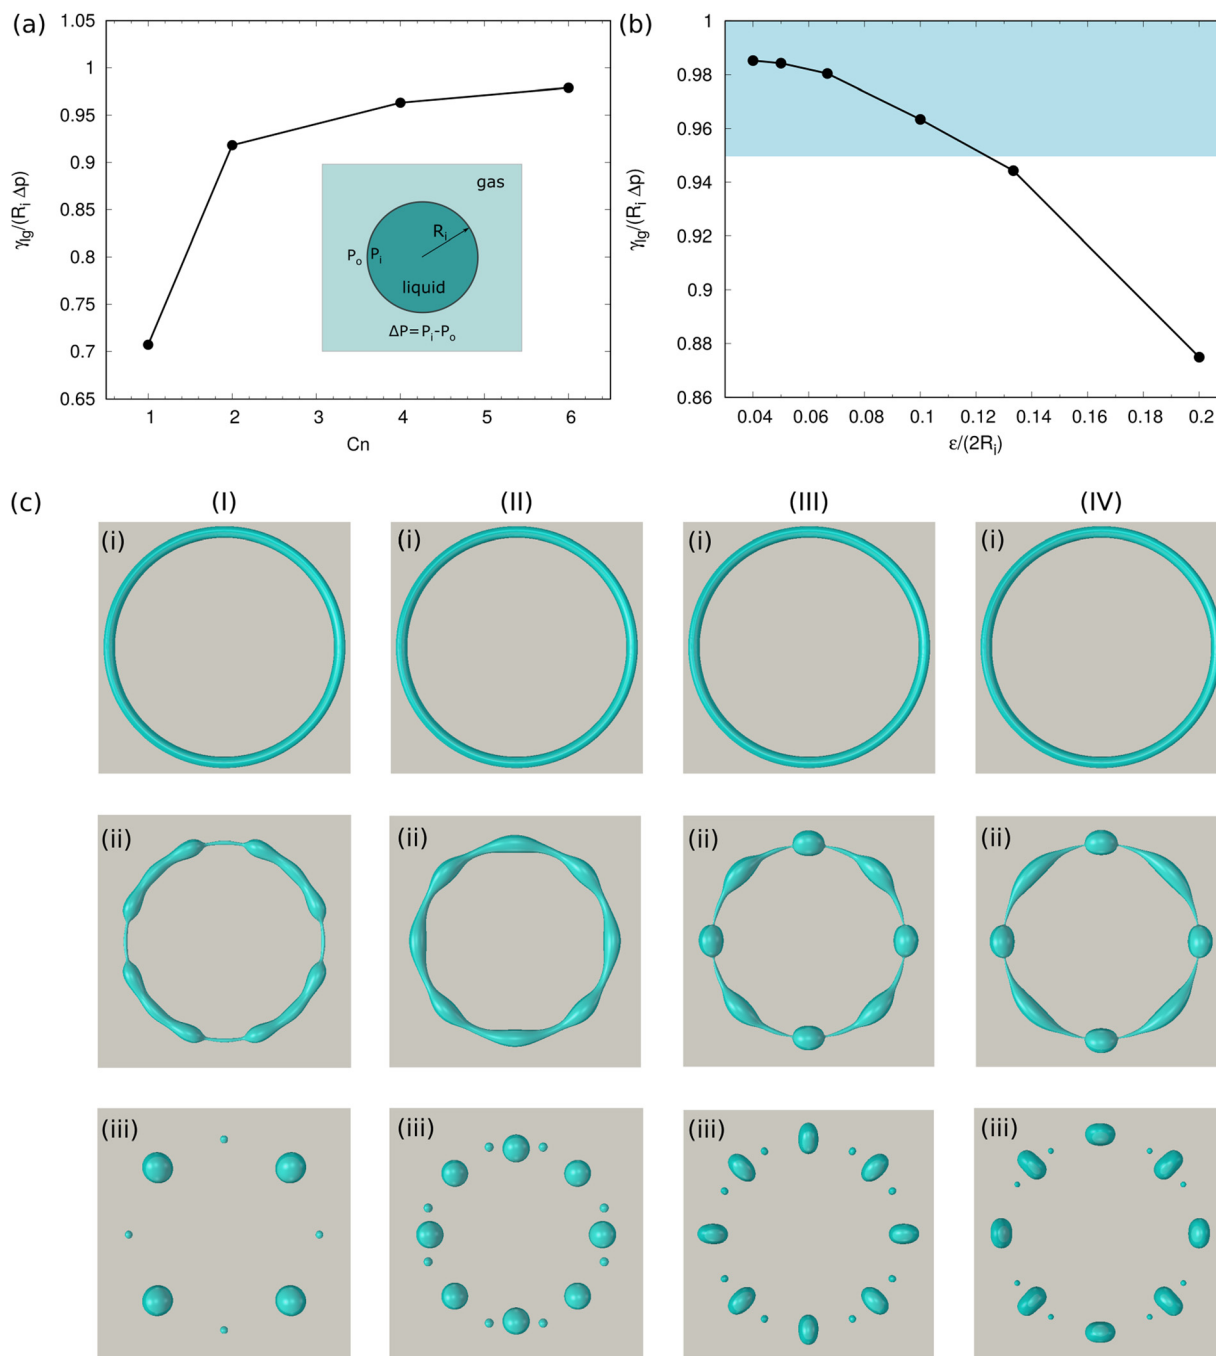 (a)
1.05
1
0.95
0.9
0.85
0.8
0.75
0.7
0.65
γlg/(Ri Δp)
1 2 3 4 5 6
Cn
gas
Ri
Po Pi
liquid
ΔP=Pi-Po
(b)
1
0.98
0.96
0.94
0.92
0.9
0.88
0.86
γlg/(Ri Δp)
0.04 0.06 0.08 0.1 0.12 0.14 0.16 0.18 0.2
ε/(2Ri)
(c)
(I) (II) (III) (IV)
(i) (i) (i) (i)
(ii) (ii) (ii) (ii)
(iii) (iii) (iii) (iii)